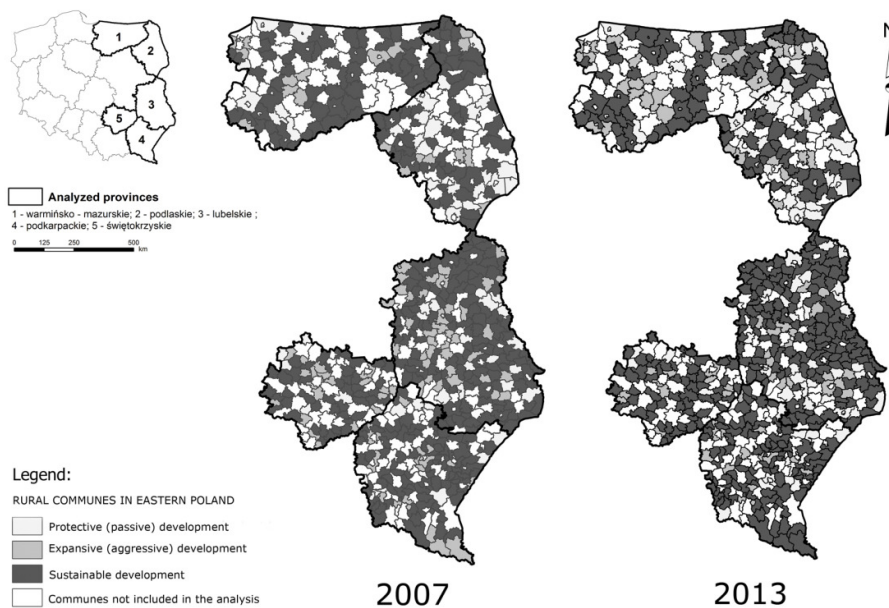 1
2
3
5
4
Analyzed provinces
1 - warmińsko - mazurskie; 2 - podlaskie; 3 - lubelskie ;
4 - podkarpackie; 5 - świętokrzyskie
0 125 250 500
km
Legend:
RURAL COMMUNES IN EASTERN POLAND
Protective (passive) development
Expansive (aggressive) development
Sustainable development
Communes not included in the analysis
2007
2013
N